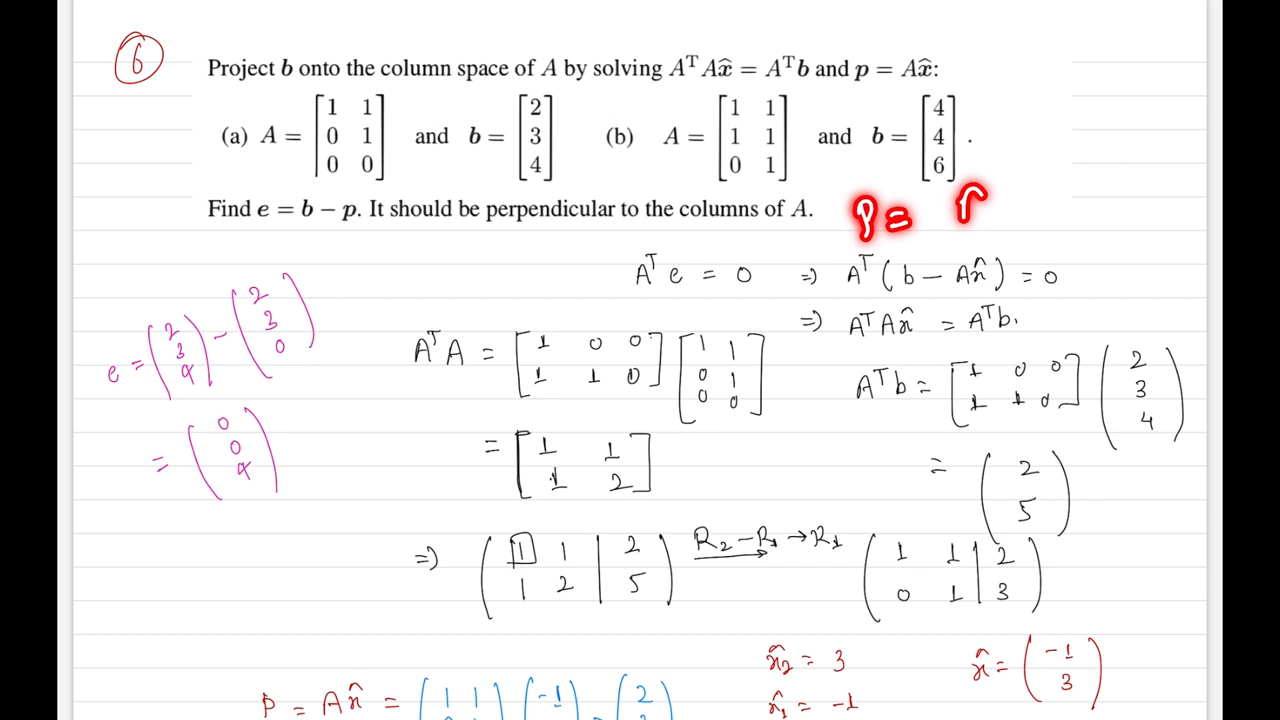 6
Project b onto the column space of A by solving AᵀAx̂ = Aᵀb and p = Ax̂:
(a) A = [1 1; 0 1; 0 0] and b = [2; 3; 4] (b) A = [1 1; 1 1; 0 1] and b = [4; 4; 6].
Find e = b − p. It should be perpendicular to the columns of A.
P =
Aᵀe = 0 ⇒ Aᵀ(b − Ax̂) = 0
⇒ AᵀAx̂ = Aᵀb.
e = (2; 3; 4) − (2; 3; 0)
= (0; 0; 4)
AᵀA = [1 0 0; 1 1 0] [1 1; 0 1; 0 0]
= [1 1; 1 2]
Aᵀb = [1 0 0; 1 1 0] (2; 3; 4)
= (2; 5)
⇒ (1 1 | 2; 1 2 | 5) R₂ − R₁ → R₁ (1 1 | 2; 0 1 | 3)
x̂₂ = 3
x̂₁ = −1
x̂ = (−1; 3)
P = Ax̂ = (1 1
(−1
= (2